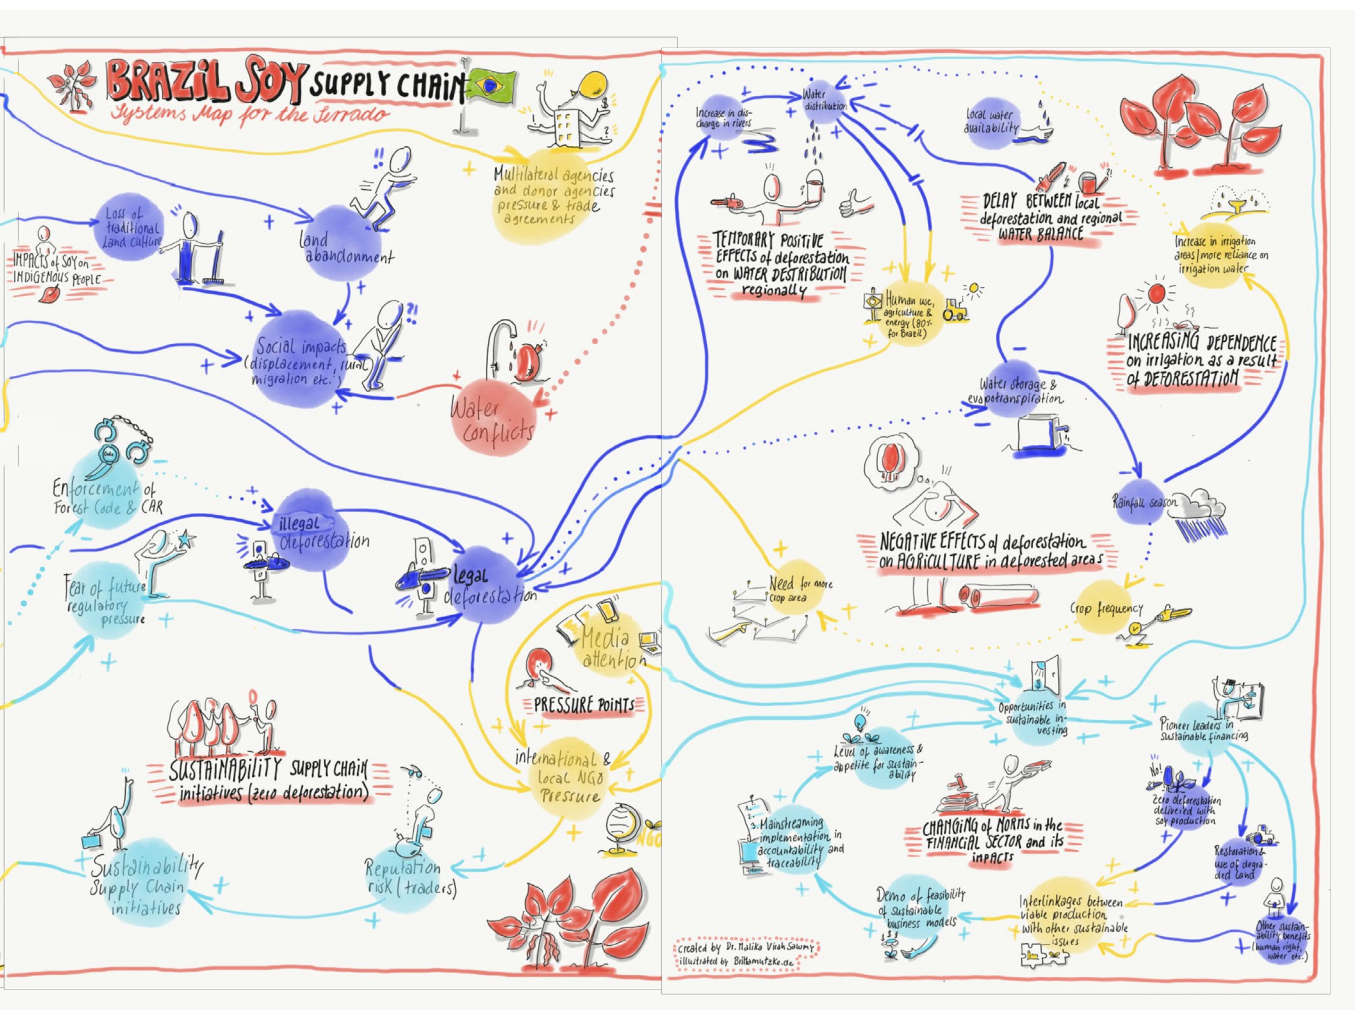 BRAZIL SOY SUPPLY CHAIN
Systems Map for the Serrado
Multilateral agencies
and donor agencies
pressure & trade
agreements
Loss of
traditional
Land culture
IMPACTS of SOY on
INDIGENOUS PEOPLE
land
abandonment
Social impacts
(displacement, rural
migration etc.)
Water
conflicts
Enforcement of
Forest Code & CAR
illegal
deforestation
Fear of future
regulatory
pressure
legal
deforestation
Media
attention
PRESSURE POINTS
international &
local NGO
Pressure
NGO
SUSTAINABILITY SUPPLY CHAIN
initiatives (zero deforestation)
Sustainability
Supply Chain
initiatives
Reputation
risk (traders)
Increase in dis-
charge in rivers
Water
distribution
Local water
availability
TEMPORARY POSITIVE
EFFECTS of deforestation
on WATER DESTRIBUTION
regionally
DELAY BETWEEN local
deforestation and regional
WATER BALANCE
Increase in irrigation
areas/more reliance on
irrigation water
Human use,
agriculture &
energy (80%
for Brazil)
INCREASING DEPENDENCE
on irrigation as a result
of DEFORESTATION
Water storage &
evapotranspiration
Rainfall season
NEGATIVE EFFECTS of deforestation
on AGRICULTURE in deforested areas
Need for more
crop area
Crop frequency
Opportunities in
sustainable in-
vesting
Pioneer leaders in
sustainable financing
Level of awareness &
appetite for sustain-
ability
No!
Zero deforestation
delivered with
soy production
CHANGING of NORMS in the
FINANCIAL SECTOR and its
impacts
Mainstreaming
implementation in
accountability and
traceability
Restoration &
use of degra-
ded land
Demo of feasibility
of sustainable
business models
Interlinkages between
viable production
with other sustainable
issues
Other sustain-
ability benefits
(human right,
water etc.)
created by Dr. Malika Virah Sawmy
illustrated by Brittamutzke.de